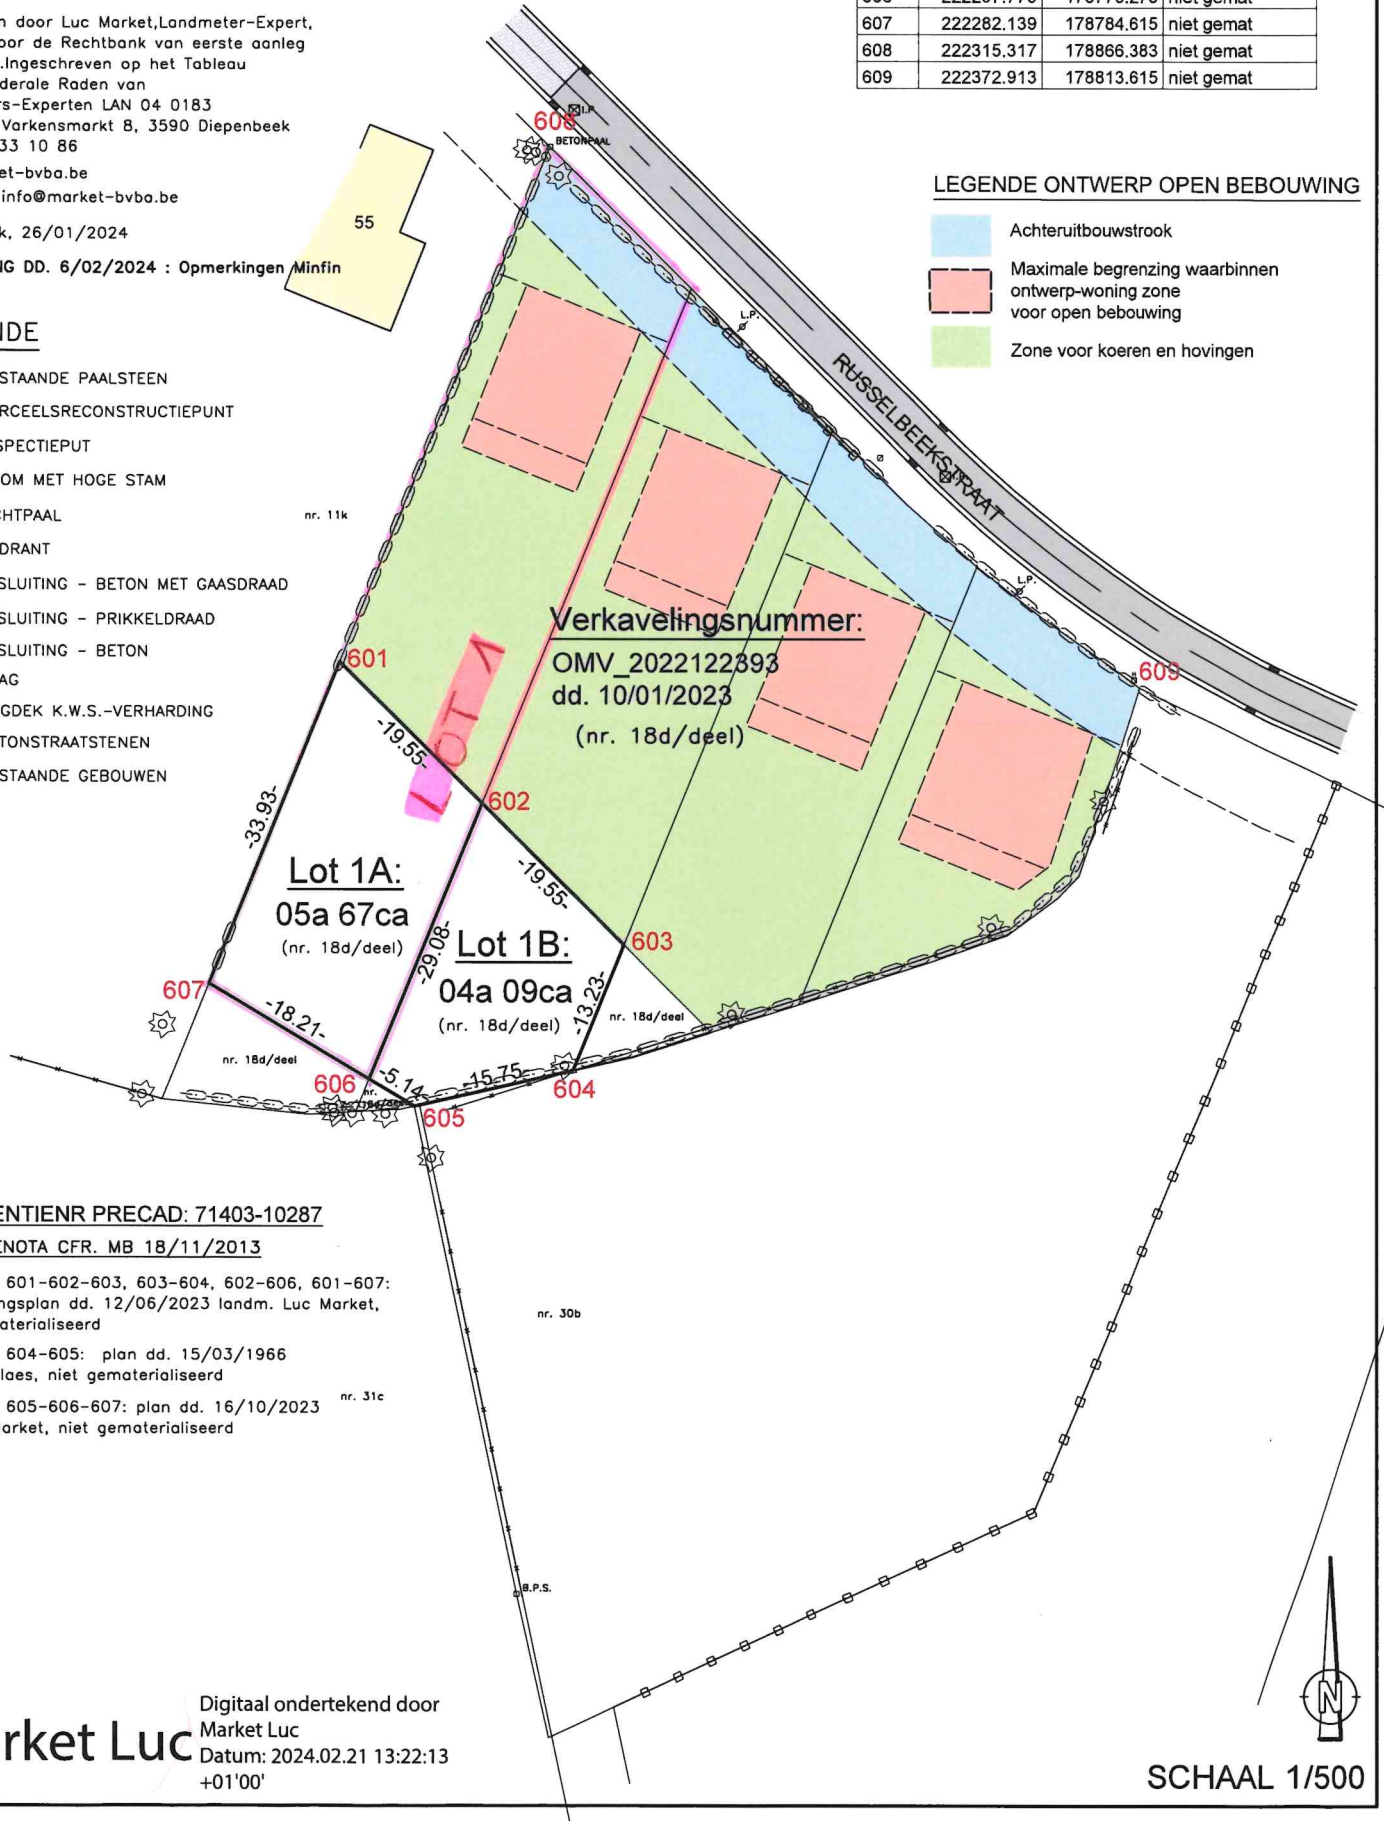 n door Luc Market,Landmeter-Expert,
oor de Rechtbank van eerste aanleg
.Ingeschreven op het Tableau
derale Raden van
rs-Experten LAN 04 0183
Varkensmarkt 8, 3590 Diepenbeek
33 10 86
et-bvba.be
info@market-bvba.be
k, 26/01/2024
NG DD. 6/02/2024 : Opmerkingen Minfin
607 222282.139 178784.615 niet gemat
608 222315.317 178866.383 niet gemat
609 222372.913 178813.615 niet gemat
LEGENDE ONTWERP OPEN BEBOUWING
Achteruitbouwstrook
Maximale begrenzing waarbinnen
ontwerp-woning zone
voor open bebouwing
Zone voor koeren en hovingen
NDE
STAANDE PAALSTEEN
RCEELSRECONSTRUCTIEPUNT
SPECTIEPUT
OM MET HOGE STAM
CHTPAAL
DRANT
SLUITING - BETON MET GAASDRAAD
SLUITING - PRIKKELDRAAD
SLUITING - BETON
AG
GDEK K.W.S.-VERHARDING
TONSTRAATSTENEN
STAANDE GEBOUWEN
55
608
I.P.
BETONPAAL
L.P.
RUSSELBEEKSTRAAT
L.P.
609
nr. 11k
Verkavelingsnummer:
OMV_2022122393
dd. 10/01/2023
(nr. 18d/deel)
601
LOT 1
-19.55-
602
-33.93-
-19.55-
Lot 1A:
05a 67ca
(nr. 18d/deel)
-29.08-
Lot 1B:
04a 09ca
(nr. 18d/deel)
603
-13.23-
nr. 18d/deel
607
-18.21-
nr. 18d/deel
606
-5.14-
nr.
-15.75-
604
605
ENTIENR PRECAD: 71403-10287
ENOTA CFR. MB 18/11/2013
601-602-603, 603-604, 602-606, 601-607:
ngsplan dd. 12/06/2023 landm. Luc Market,
aterialiseerd
604-605: plan dd. 15/03/1966
laes, niet gematerialiseerd
605-606-607: plan dd. 16/10/2023
Market, niet gematerialiseerd
nr. 30b
nr. 31c
B.P.S.
rket Luc
Digitaal ondertekend door
Market Luc
Datum: 2024.02.21 13:22:13
+01'00'
N
SCHAAL 1/500